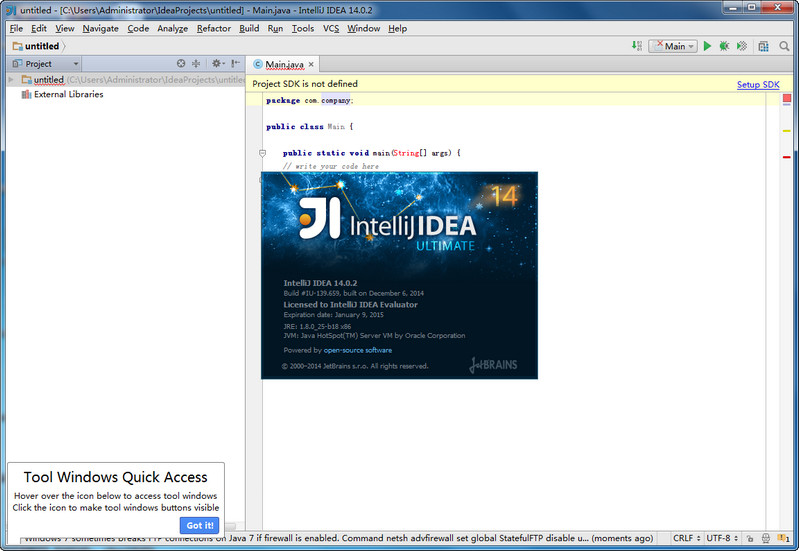 untitled - [C:\Users\Administrator\IdeaProjects\untitled] - Main.java - IntelliJ IDEA 14.0.2
File Edit View Navigate Code Analyze Refactor Build Run Tools VCS Window Help
untitled
Main
Project
Main.java
untitled (C:\Users\Administrator\IdeaProjects\untitled
External Libraries
Project SDK is not defined
Setup SDK
package com.company;
public class Main {
public static void main(String[] args) {
// write your code here
14
JI IntelliJ IDEA
ULTIMATE
IntelliJ IDEA 14.0.2
Build #IU-139.659, built on December 6, 2014
Licensed to IntelliJ IDEA Evaluator
Expiration date: January 9, 2015
JRE: 1.8.0_25-b18 x86
JVM: Java HotSpot(TM) Server VM by Oracle Corporation
Powered by open-source software
© 2000-2014 JetBrains s.r.o. All rights reserved.
JetBRAINS
Tool Windows Quick Access
Hover over the icon below to access tool windows
Click the icon to make tool windows buttons visible
Got it!
Windows 7 sometimes breaks FTP connections on Java 7 if firewall is enabled. Command netsh advfirewall set global StatefulFTP disable u... (moments ago)
CRLF UTF-8
1